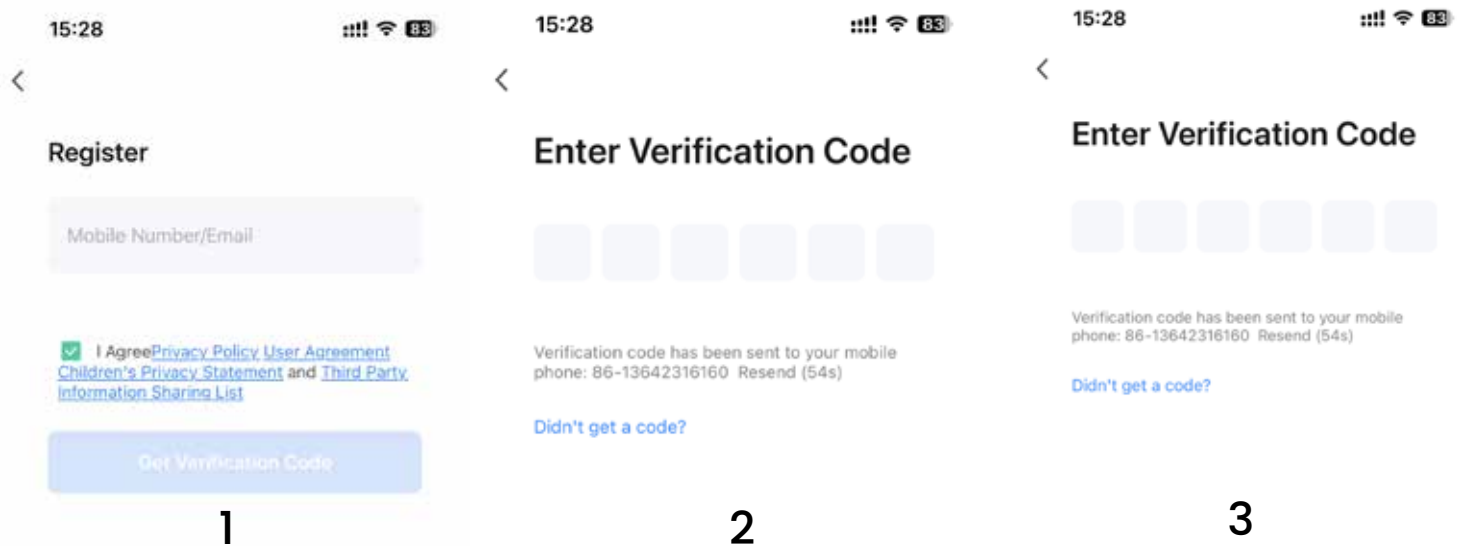 15:28
83
Register
Mobile Number/Email
I AgreePrivacy Policy User Agreement
Children's Privacy Statement and Third Party
Information Sharing List
Get Verification Code
1
15:28
83
Enter Verification Code
Verification code has been sent to your mobile
phone: 86-13642316160 Resend (54s)
Didn't get a code?
2
15:28
83
Enter Verification Code
Verification code has been sent to your mobile
phone: 86-13642316160 Resend (54s)
Didn't get a code?
3